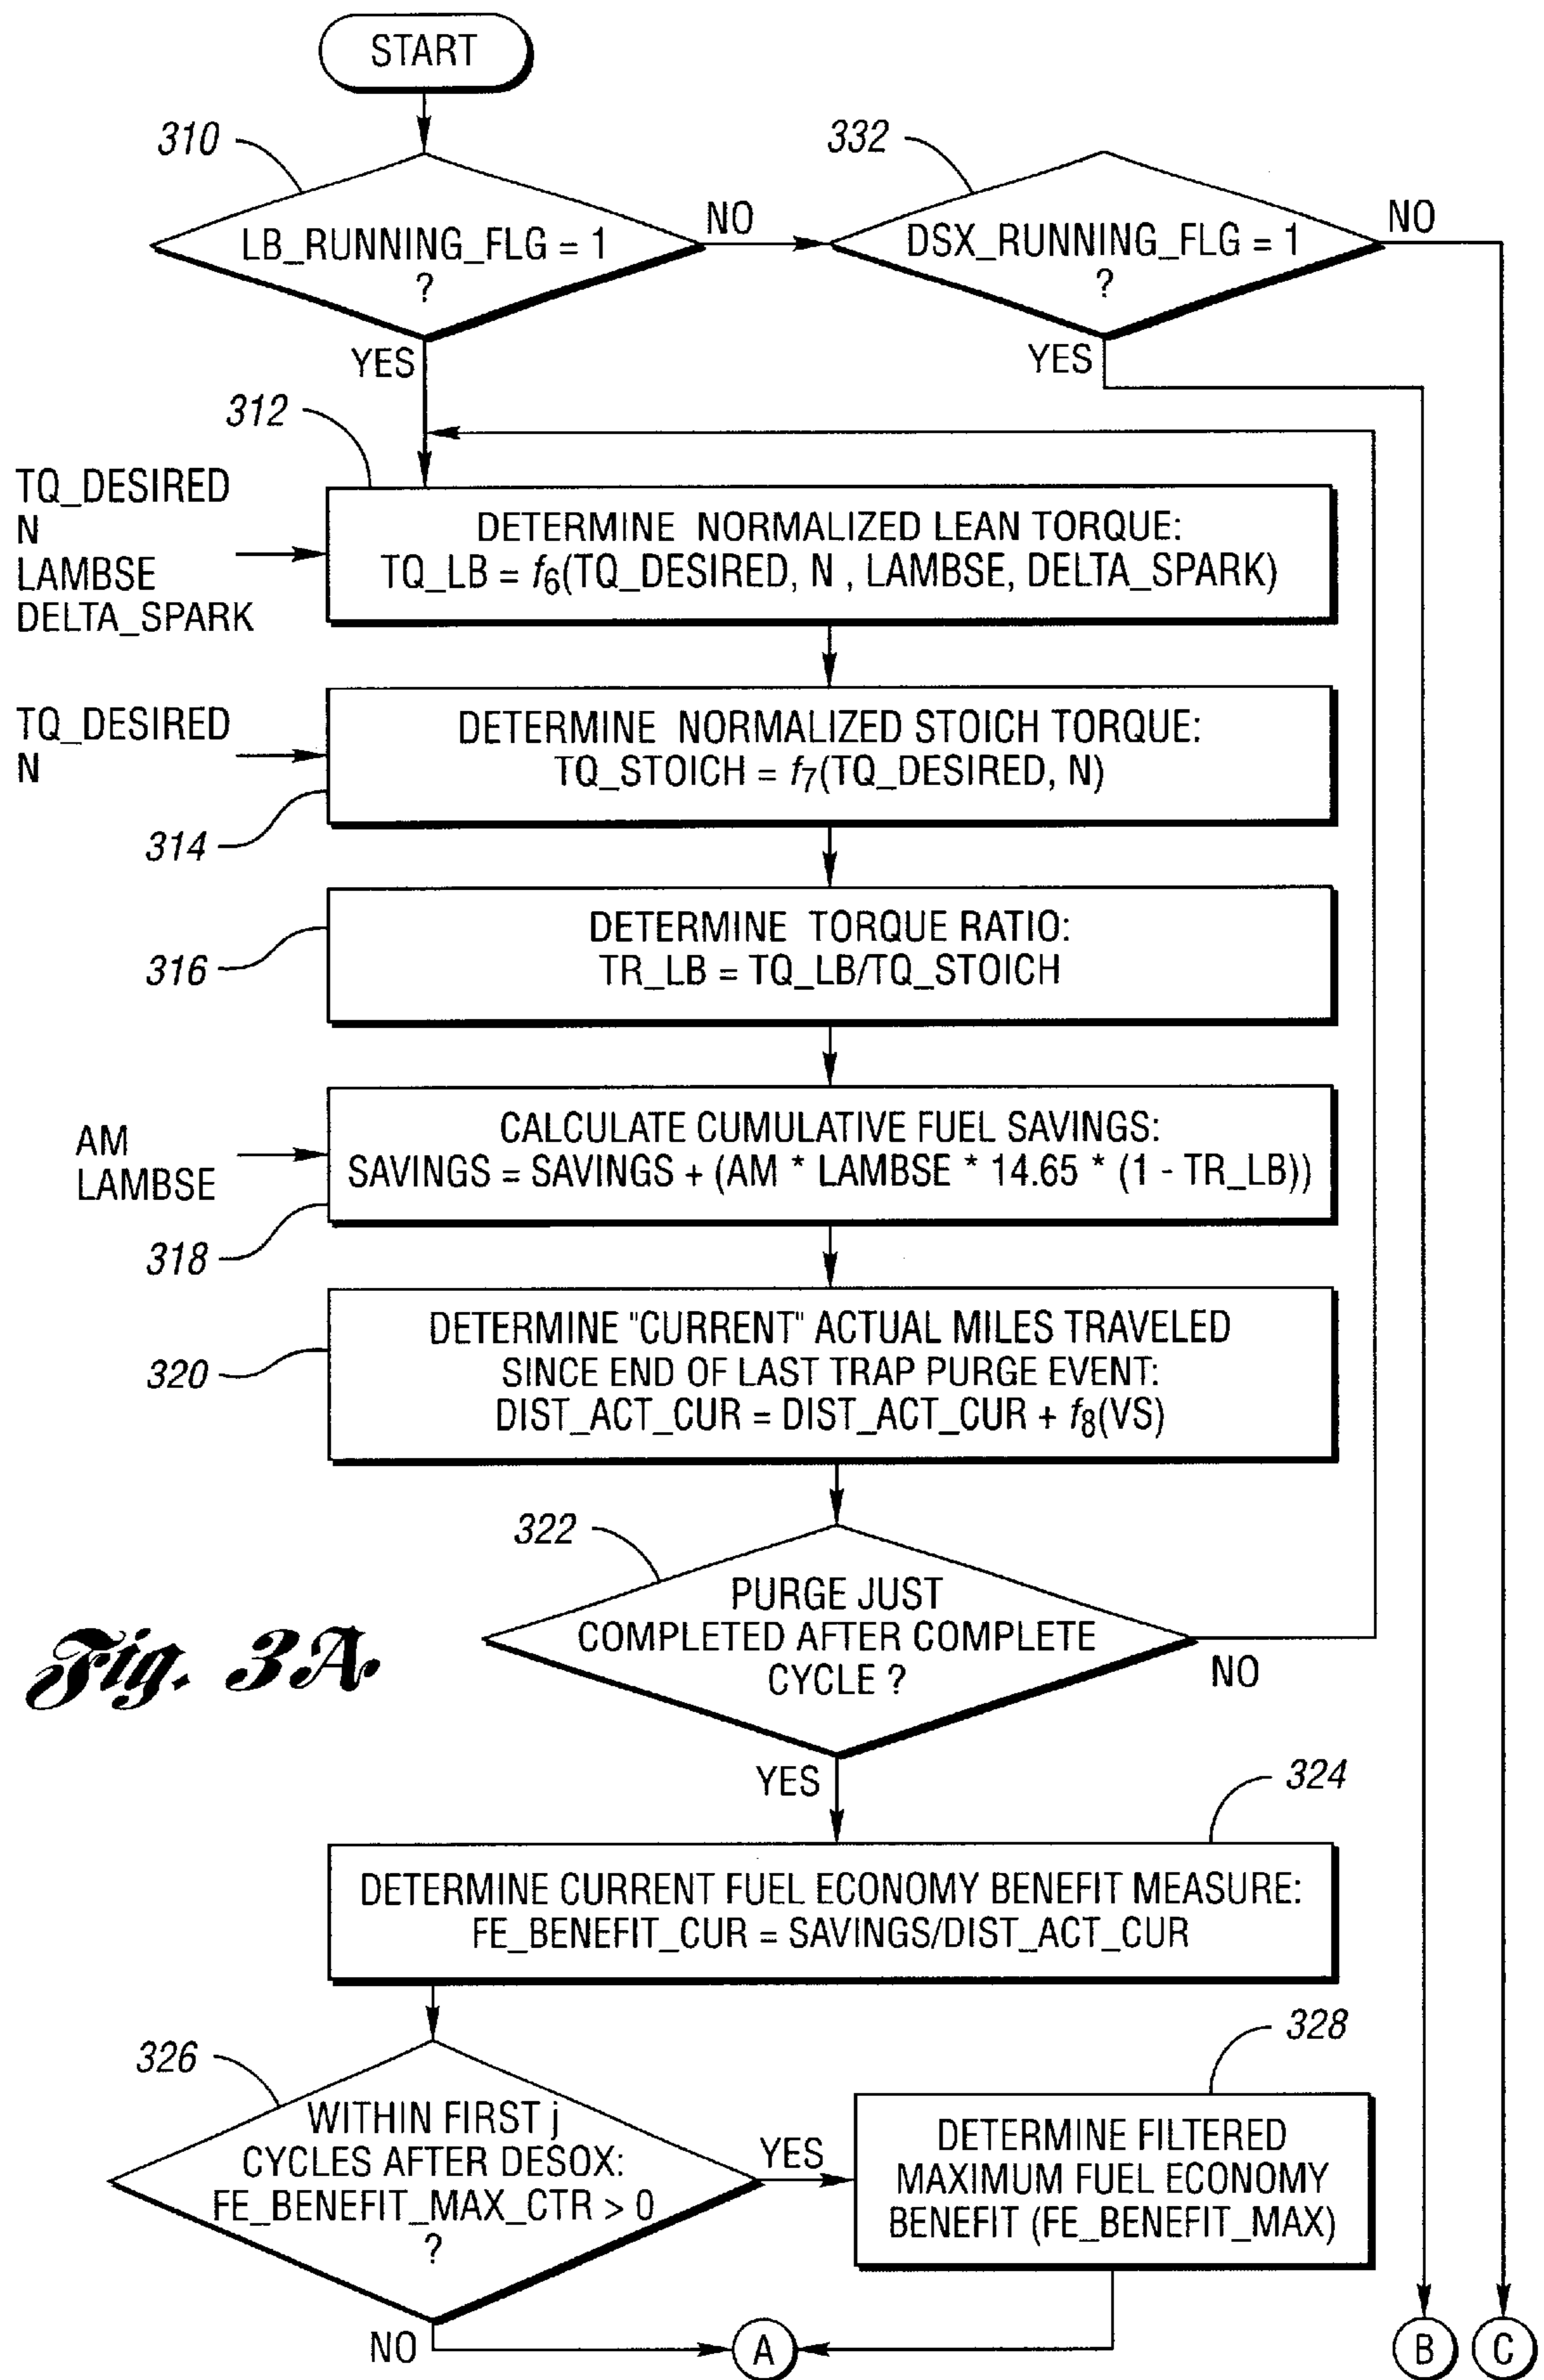 START
310
332
LB_RUNNING_FLG = 1
?
NO
DSX_RUNNING_FLG = 1
?
NO
YES
YES
312
TQ_DESIRED
N
LAMBSE
DELTA_SPARK
DETERMINE NORMALIZED LEAN TORQUE:
TQ_LB = f6(TQ_DESIRED, N , LAMBSE, DELTA_SPARK)
TQ_DESIRED
N
DETERMINE NORMALIZED STOICH TORQUE:
TQ_STOICH = f7(TQ_DESIRED, N)
314
DETERMINE TORQUE RATIO:
TR_LB = TQ_LB/TQ_STOICH
316
AM
LAMBSE
CALCULATE CUMULATIVE FUEL SAVINGS:
SAVINGS = SAVINGS + (AM * LAMBSE * 14.65 * (1 - TR_LB))
318
DETERMINE "CURRENT" ACTUAL MILES TRAVELED
SINCE END OF LAST TRAP PURGE EVENT:
DIST_ACT_CUR = DIST_ACT_CUR + f8(VS)
320
322
PURGE JUST
COMPLETED AFTER COMPLETE
CYCLE ?
NO
Fig. 3A.
YES
324
DETERMINE CURRENT FUEL ECONOMY BENEFIT MEASURE:
FE_BENEFIT_CUR = SAVINGS/DIST_ACT_CUR
326
328
WITHIN FIRST j
CYCLES AFTER DESOX:
FE_BENEFIT_MAX_CTR > 0
?
YES
DETERMINE FILTERED
MAXIMUM FUEL ECONOMY
BENEFIT (FE_BENEFIT_MAX)
NO
A
B
C